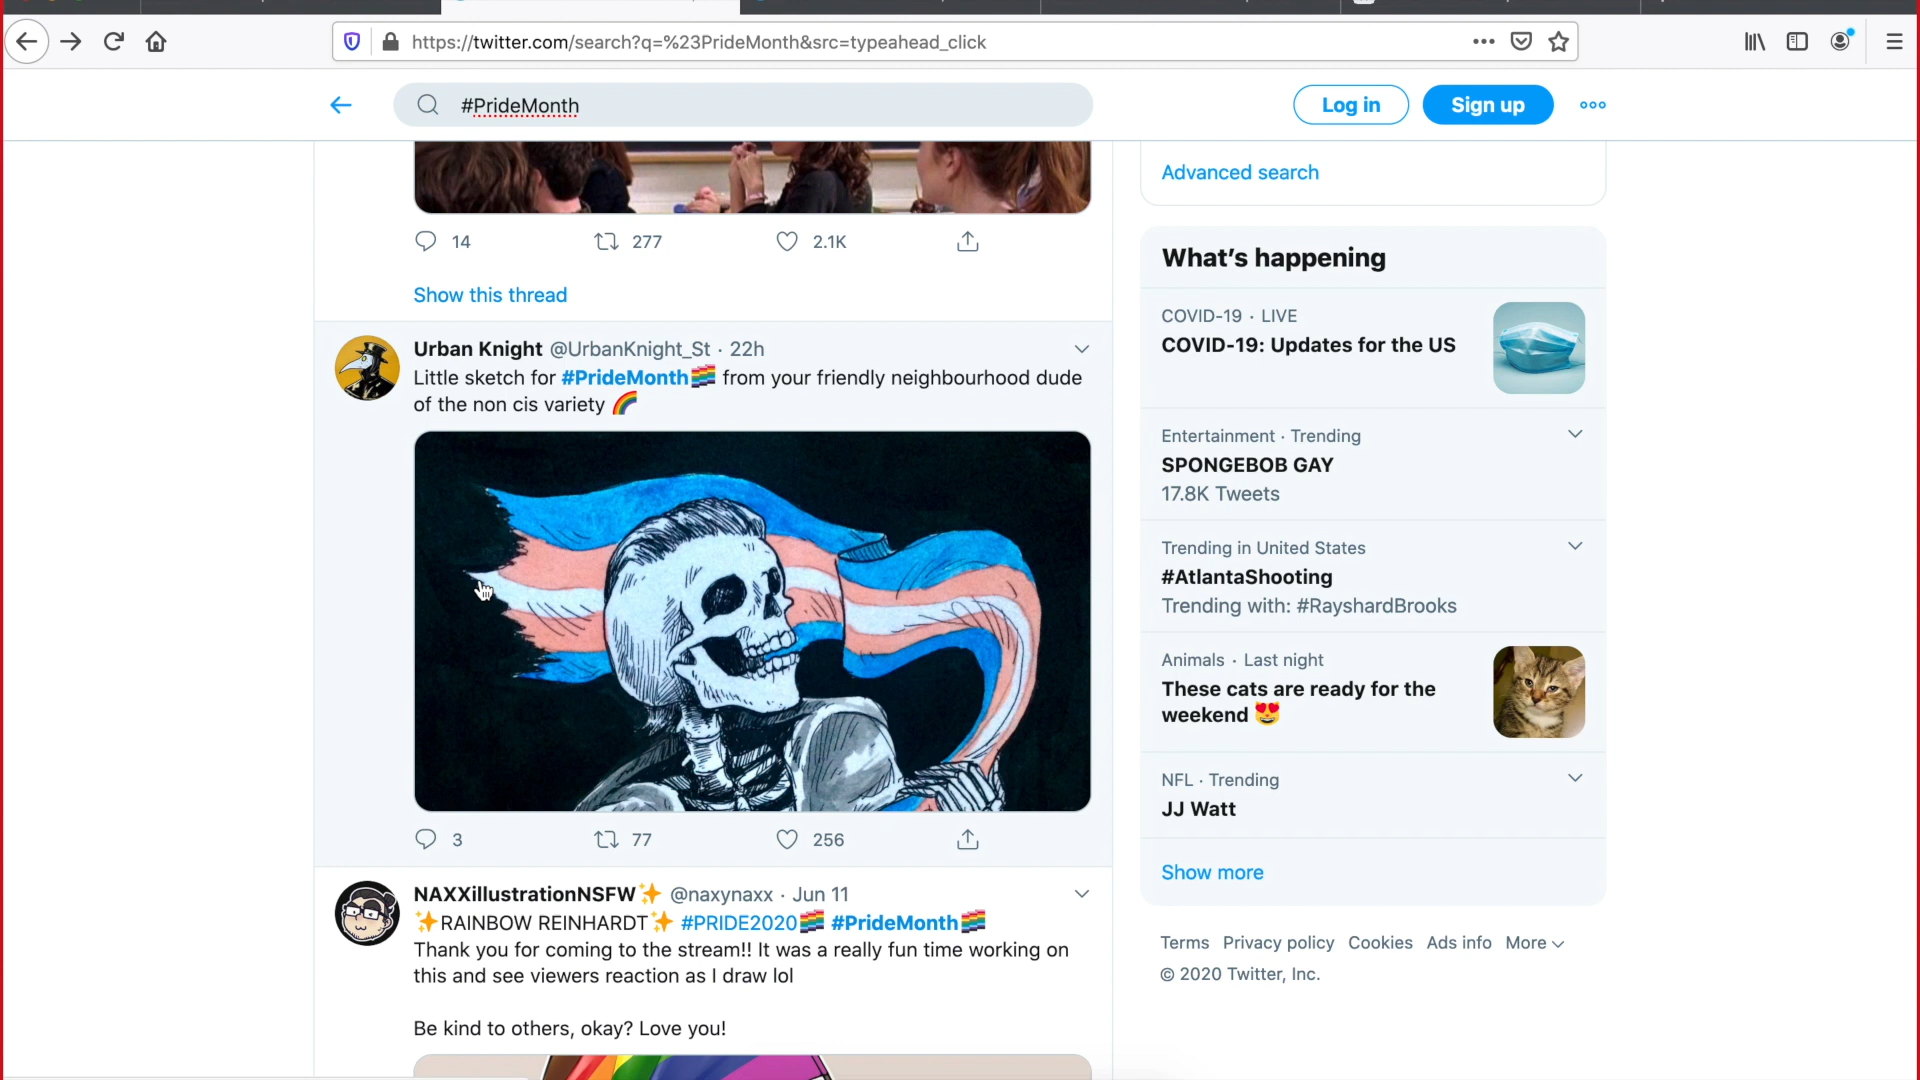 https://twitter.com/search?q=%23PrideMonth&src=typeahead_click
#PrideMonth
Log in
Sign up
14
277
2.1K
Show this thread
Urban Knight @UrbanKnight_St · 22h
Little sketch for #PrideMonth🏳️‍🌈 from your friendly neighbourhood dude
of the non cis variety 🌈
3
77
256
NAXXillustrationNSFW✨ @naxynaxx · Jun 11
✨RAINBOW REINHARDT✨ #PRIDE2020🏳️‍🌈 #PrideMonth🏳️‍🌈
Thank you for coming to the stream!! It was a really fun time working on
this and see viewers reaction as I draw lol
Be kind to others, okay? Love you!
Advanced search
What's happening
COVID-19 · LIVE
COVID-19: Updates for the US
Entertainment · Trending
SPONGEBOB GAY
17.8K Tweets
Trending in United States
#AtlantaShooting
Trending with: #RayshardBrooks
Animals · Last night
These cats are ready for the
weekend 😻
NFL · Trending
JJ Watt
Show more
Terms Privacy policy Cookies Ads info More
© 2020 Twitter, Inc.